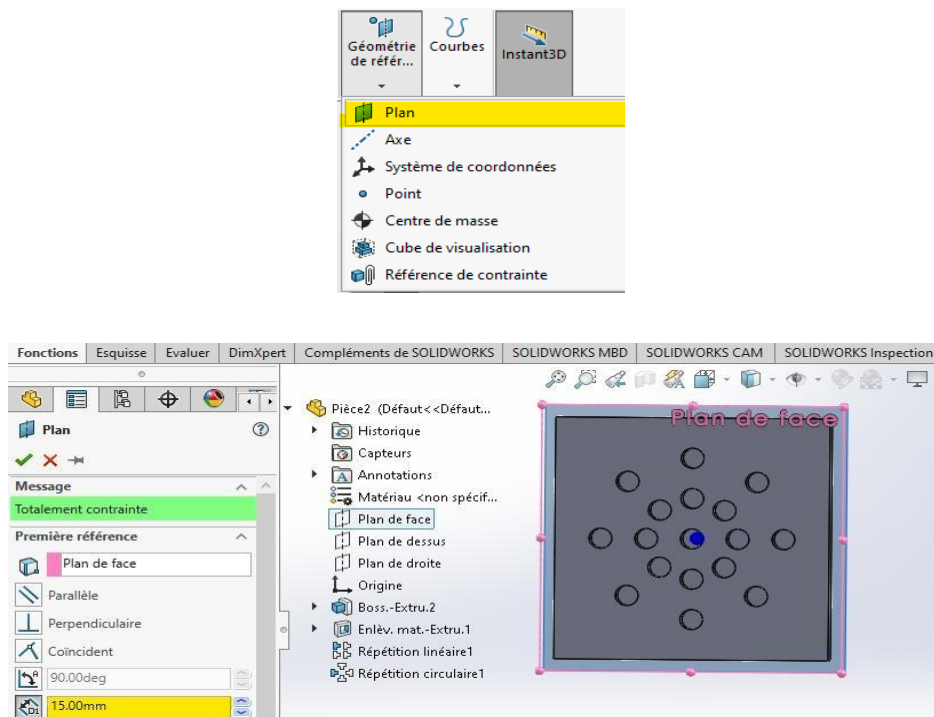 Géométrie
de référ...
Courbes
Instant3D
Plan
Axe
Système de coordonnées
Point
Centre de masse
Cube de visualisation
Référence de contrainte
Fonctions Esquisse Evaluer DimXpert Compléments de SOLIDWORKS SOLIDWORKS MBD SOLIDWORKS CAM SOLIDWORKS Inspection
Plan
Message
Totalement contrainte
Première référence
Plan de face
Parallèle
Perpendiculaire
Coïncident
90.00deg
15.00mm
Pièce2 (Défaut<<Défaut...
Historique
Capteurs
Annotations
Matériau <non spécif...
Plan de face
Plan de dessus
Plan de droite
Origine
Boss.-Extru.2
Enlèv. mat.-Extru.1
Répétition linéaire1
Répétition circulaire1
Plan de face